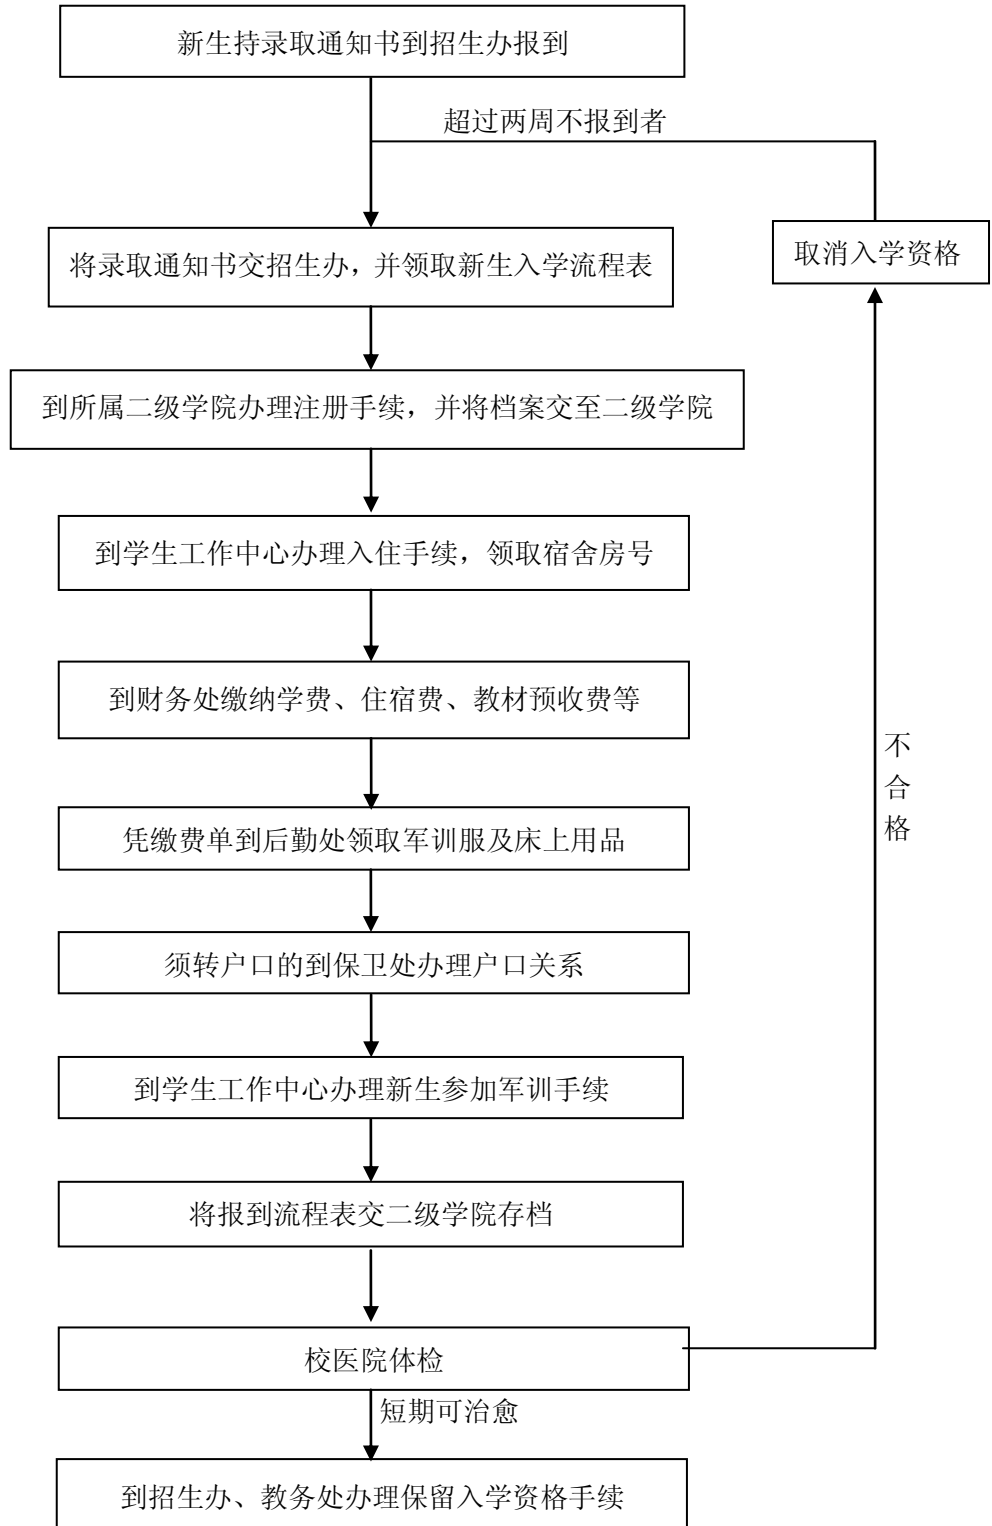 新生持录取通知书到招生办报到
超过两周不报到者
将录取通知书交招生办，并领取新生入学流程表
取消入学资格
到所属二级学院办理注册手续，并将档案交至二级学院
到学生工作中心办理入住手续，领取宿舍房号
到财务处缴纳学费、住宿费、教材预收费等
不
合
格
凭缴费单到后勤处领取军训服及床上用品
须转户口的到保卫处办理户口关系
到学生工作中心办理新生参加军训手续
将报到流程表交二级学院存档
校医院体检
短期可治愈
到招生办、教务处办理保留入学资格手续